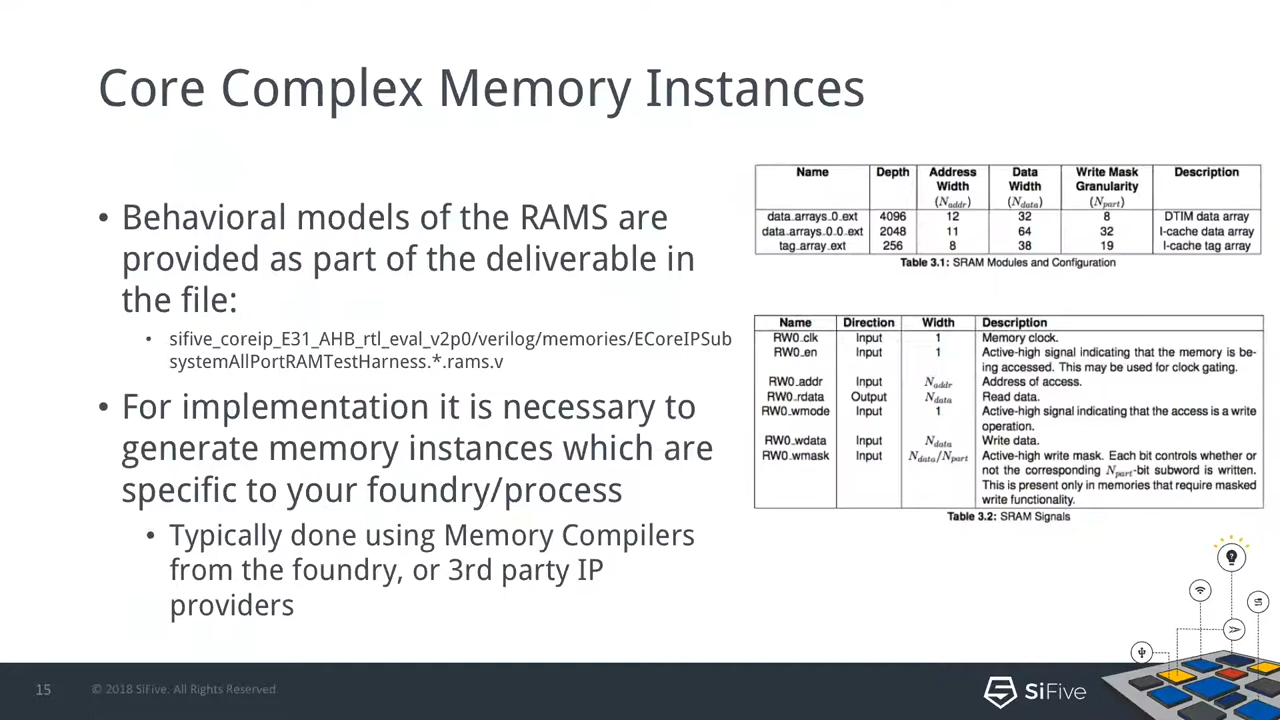 Core Complex Memory Instances
• Behavioral models of the RAMS are
provided as part of the deliverable in
the file:
• sifive_coreip_E31_AHB_rtl_eval_v2p0/verilog/memories/ECoreIPSub
systemAllPortRAMTestHarness.*.rams.v
• For implementation it is necessary to
generate memory instances which are
specific to your foundry/process
• Typically done using Memory Compilers
from the foundry, or 3rd party IP
providers
Name Depth Address Data Write Mask Description
Width Width Granularity
(N_addr) (N_data) (N_part)
data_arrays_0_ext 4096 12 32 8 DTIM data array
data_arrays_0_0_ext 2048 11 64 32 I-cache data array
tag_array_ext 256 8 38 19 I-cache tag array
Table 3.1: SRAM Modules and Configuration
Name Direction Width Description
RW0_clk Input 1 Memory clock.
RW0_en Input 1 Active-high signal indicating that the memory is be-
ing accessed. This may be used for clock gating.
RW0_addr Input N_addr Address of access.
RW0_rdata Output N_data Read data.
RW0_wmode Input 1 Active-high signal indicating that the access is a write
operation.
RW0_wdata Input N_data Write data.
RW0_wmask Input N_data/N_part Active-high write mask. Each bit controls whether or
not the corresponding N_part-bit subword is written.
This is present only in memories that require masked
write functionality.
Table 3.2: SRAM Signals
15 © 2018 SiFive. All Rights Reserved.
SiFive